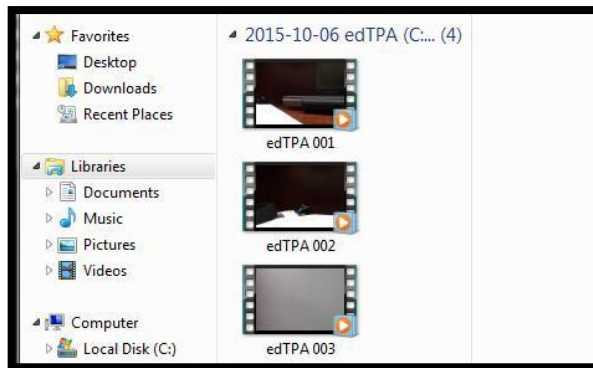 Favorites
Desktop
Downloads
Recent Places
Libraries
Documents
Music
Pictures
Videos
Computer
Local Disk (C:)
2015-10-06 edTPA (C:... (4)
edTPA 001
edTPA 002
edTPA 003